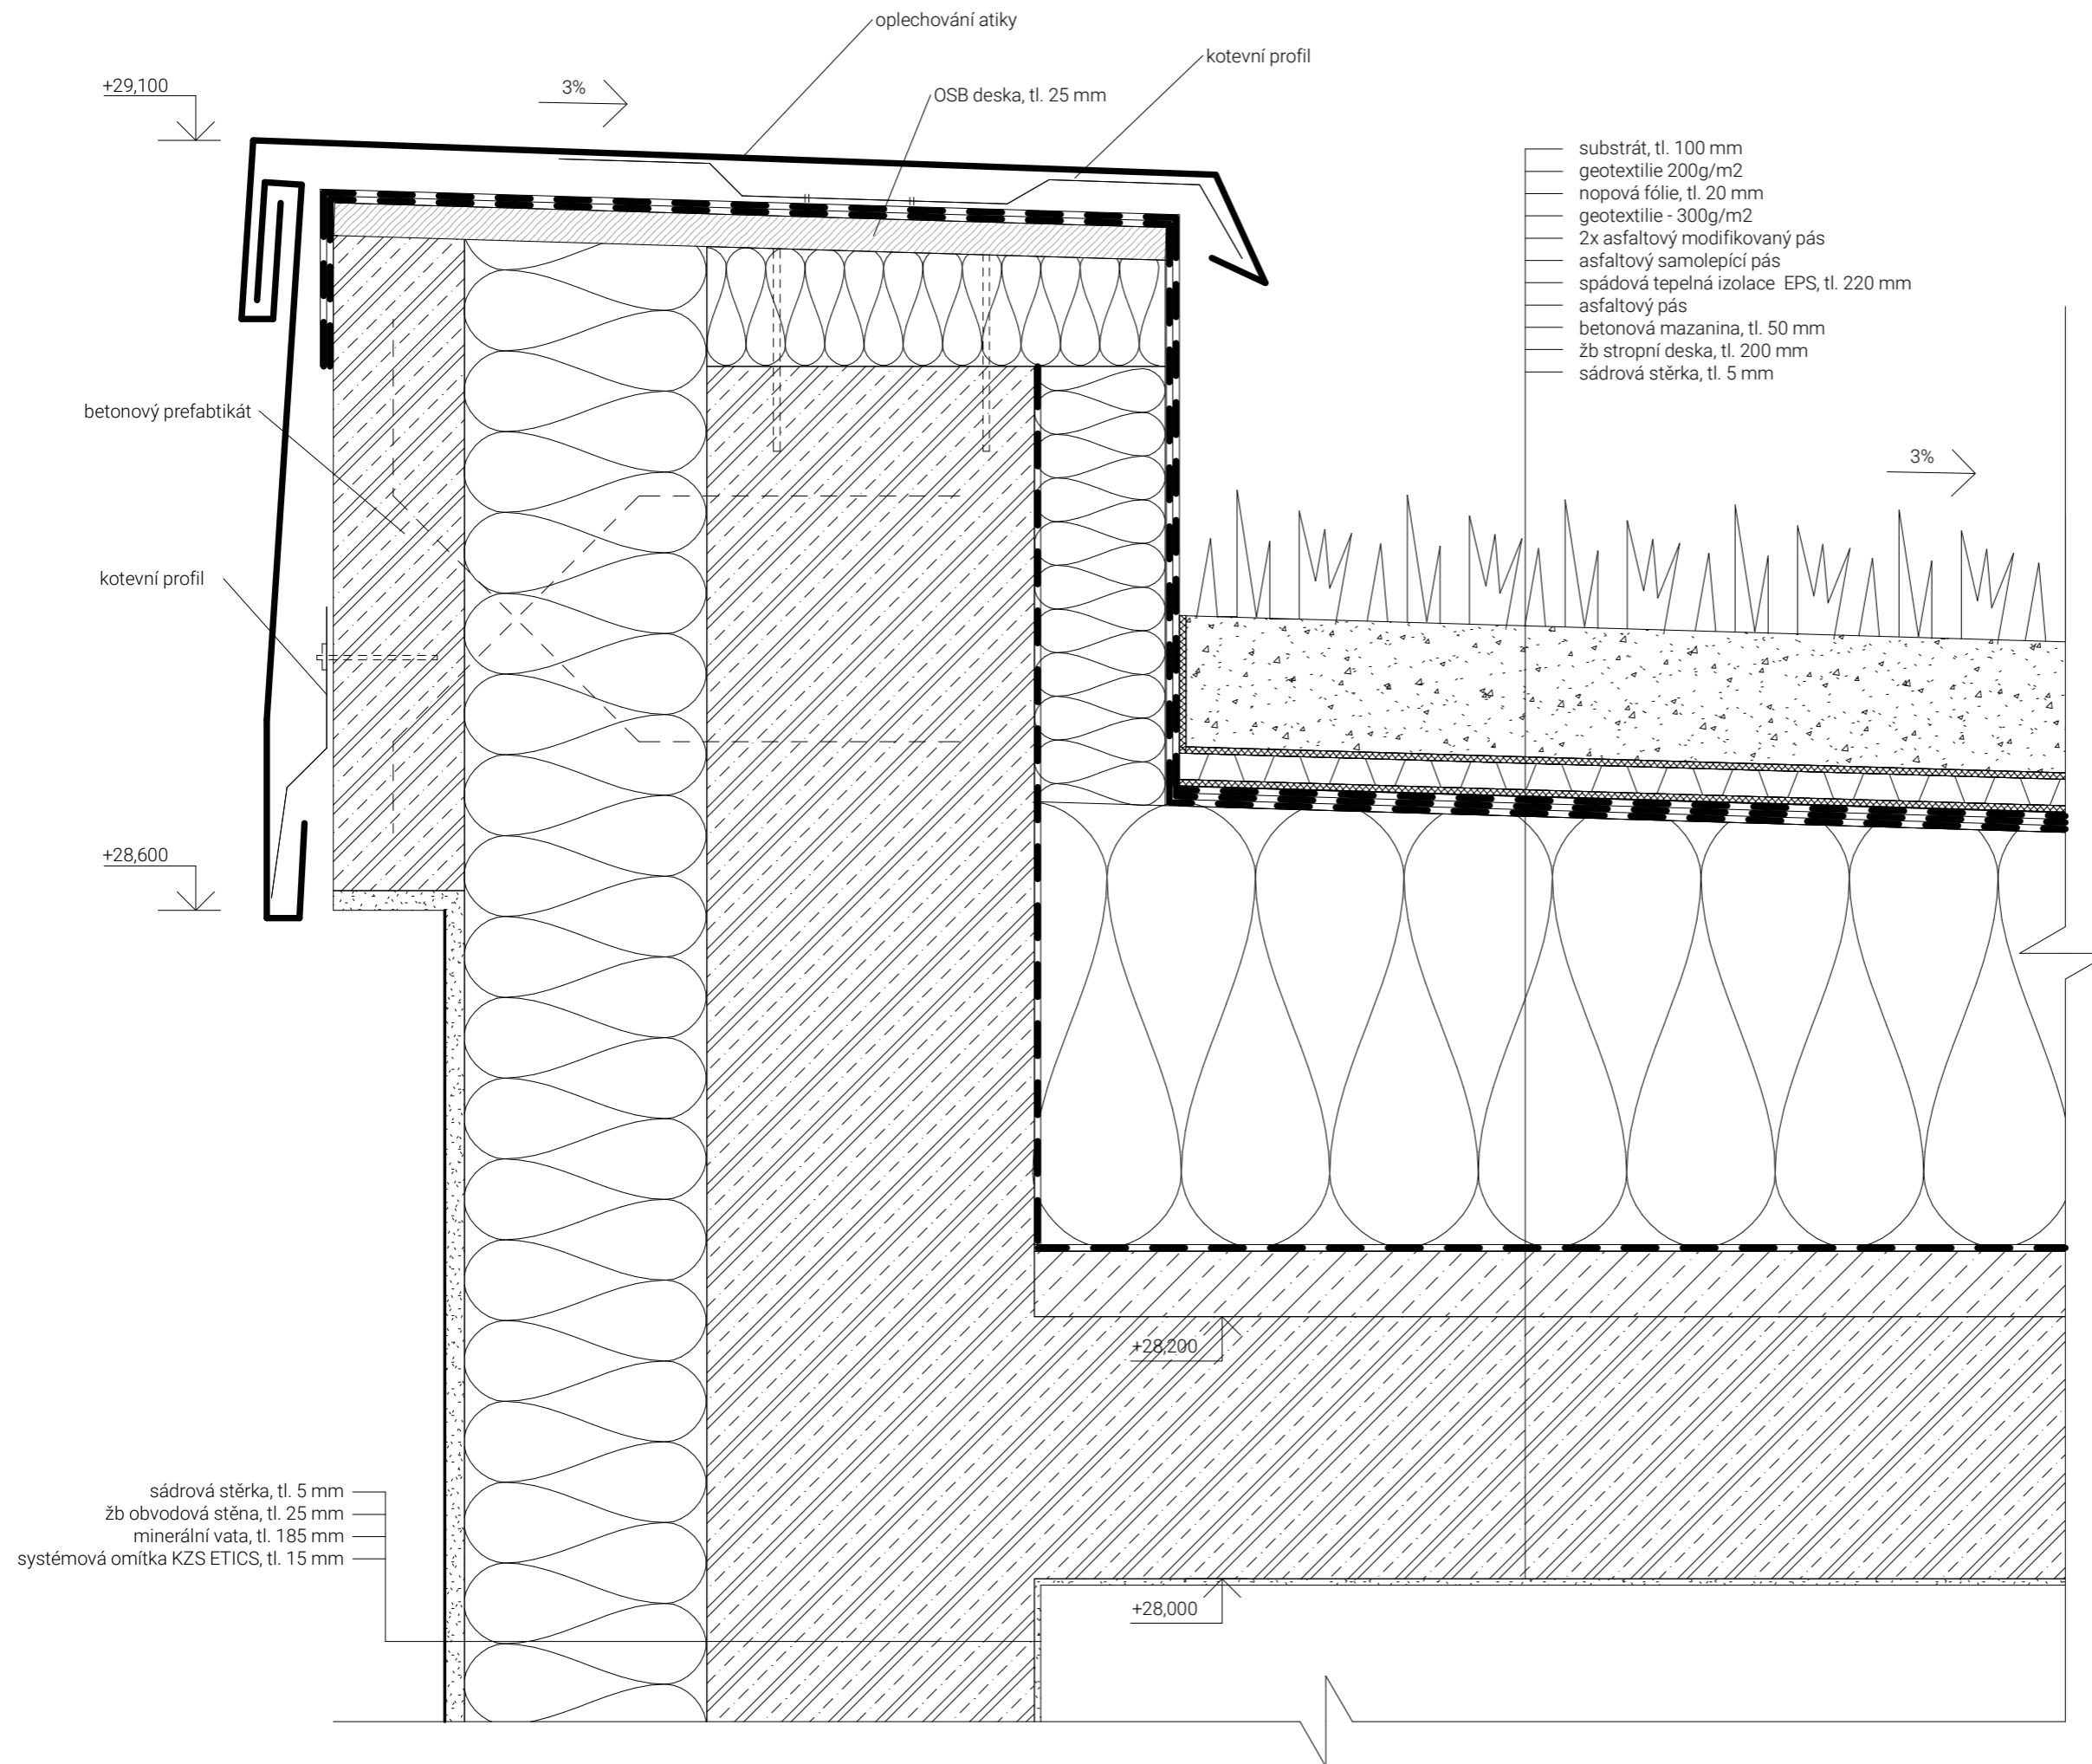 oplechování atiky
kotevní profil
+29,100
3%
OSB deska, tl. 25 mm
substrát, tl. 100 mm
geotextilie 200g/m2
nopová fólie, tl. 20 mm
geotextilie - 300g/m2
2x asfaltový modifikovaný pás
asfaltový samolepící pás
spádová tepelná izolace EPS, tl. 220 mm
asfaltový pás
betonová mazanina, tl. 50 mm
žb stropní deska, tl. 200 mm
sádrová stěrka, tl. 5 mm
betonový prefabtikát
3%
kotevní profil
+28,600
+28,200
sádrová stěrka, tl. 5 mm
žb obvodová stěna, tl. 25 mm
minerální vata, tl. 185 mm
systémová omítka KZS ETICS, tl. 15 mm
+28,000